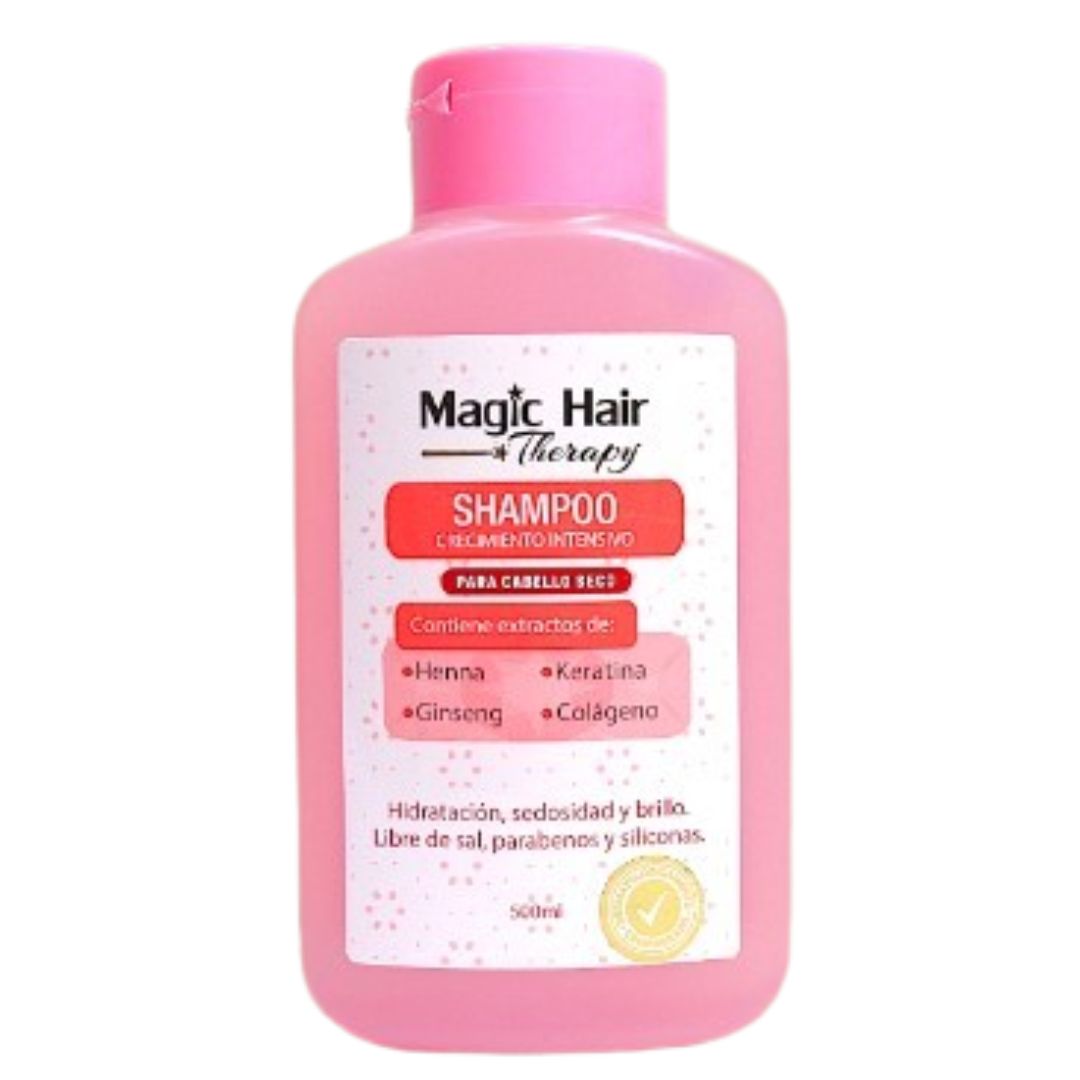 Magic Hair
Therapy
SHAMPOO
CRECIMIENTO INTENSIVO
PARA CABELLO SECO
Contiene extractos de:
•Henna •Keratina
•Ginseng •Colágeno
Hidratación, sedosidad y brillo.
Libre de sal, parabenos y siliconas.
500ml